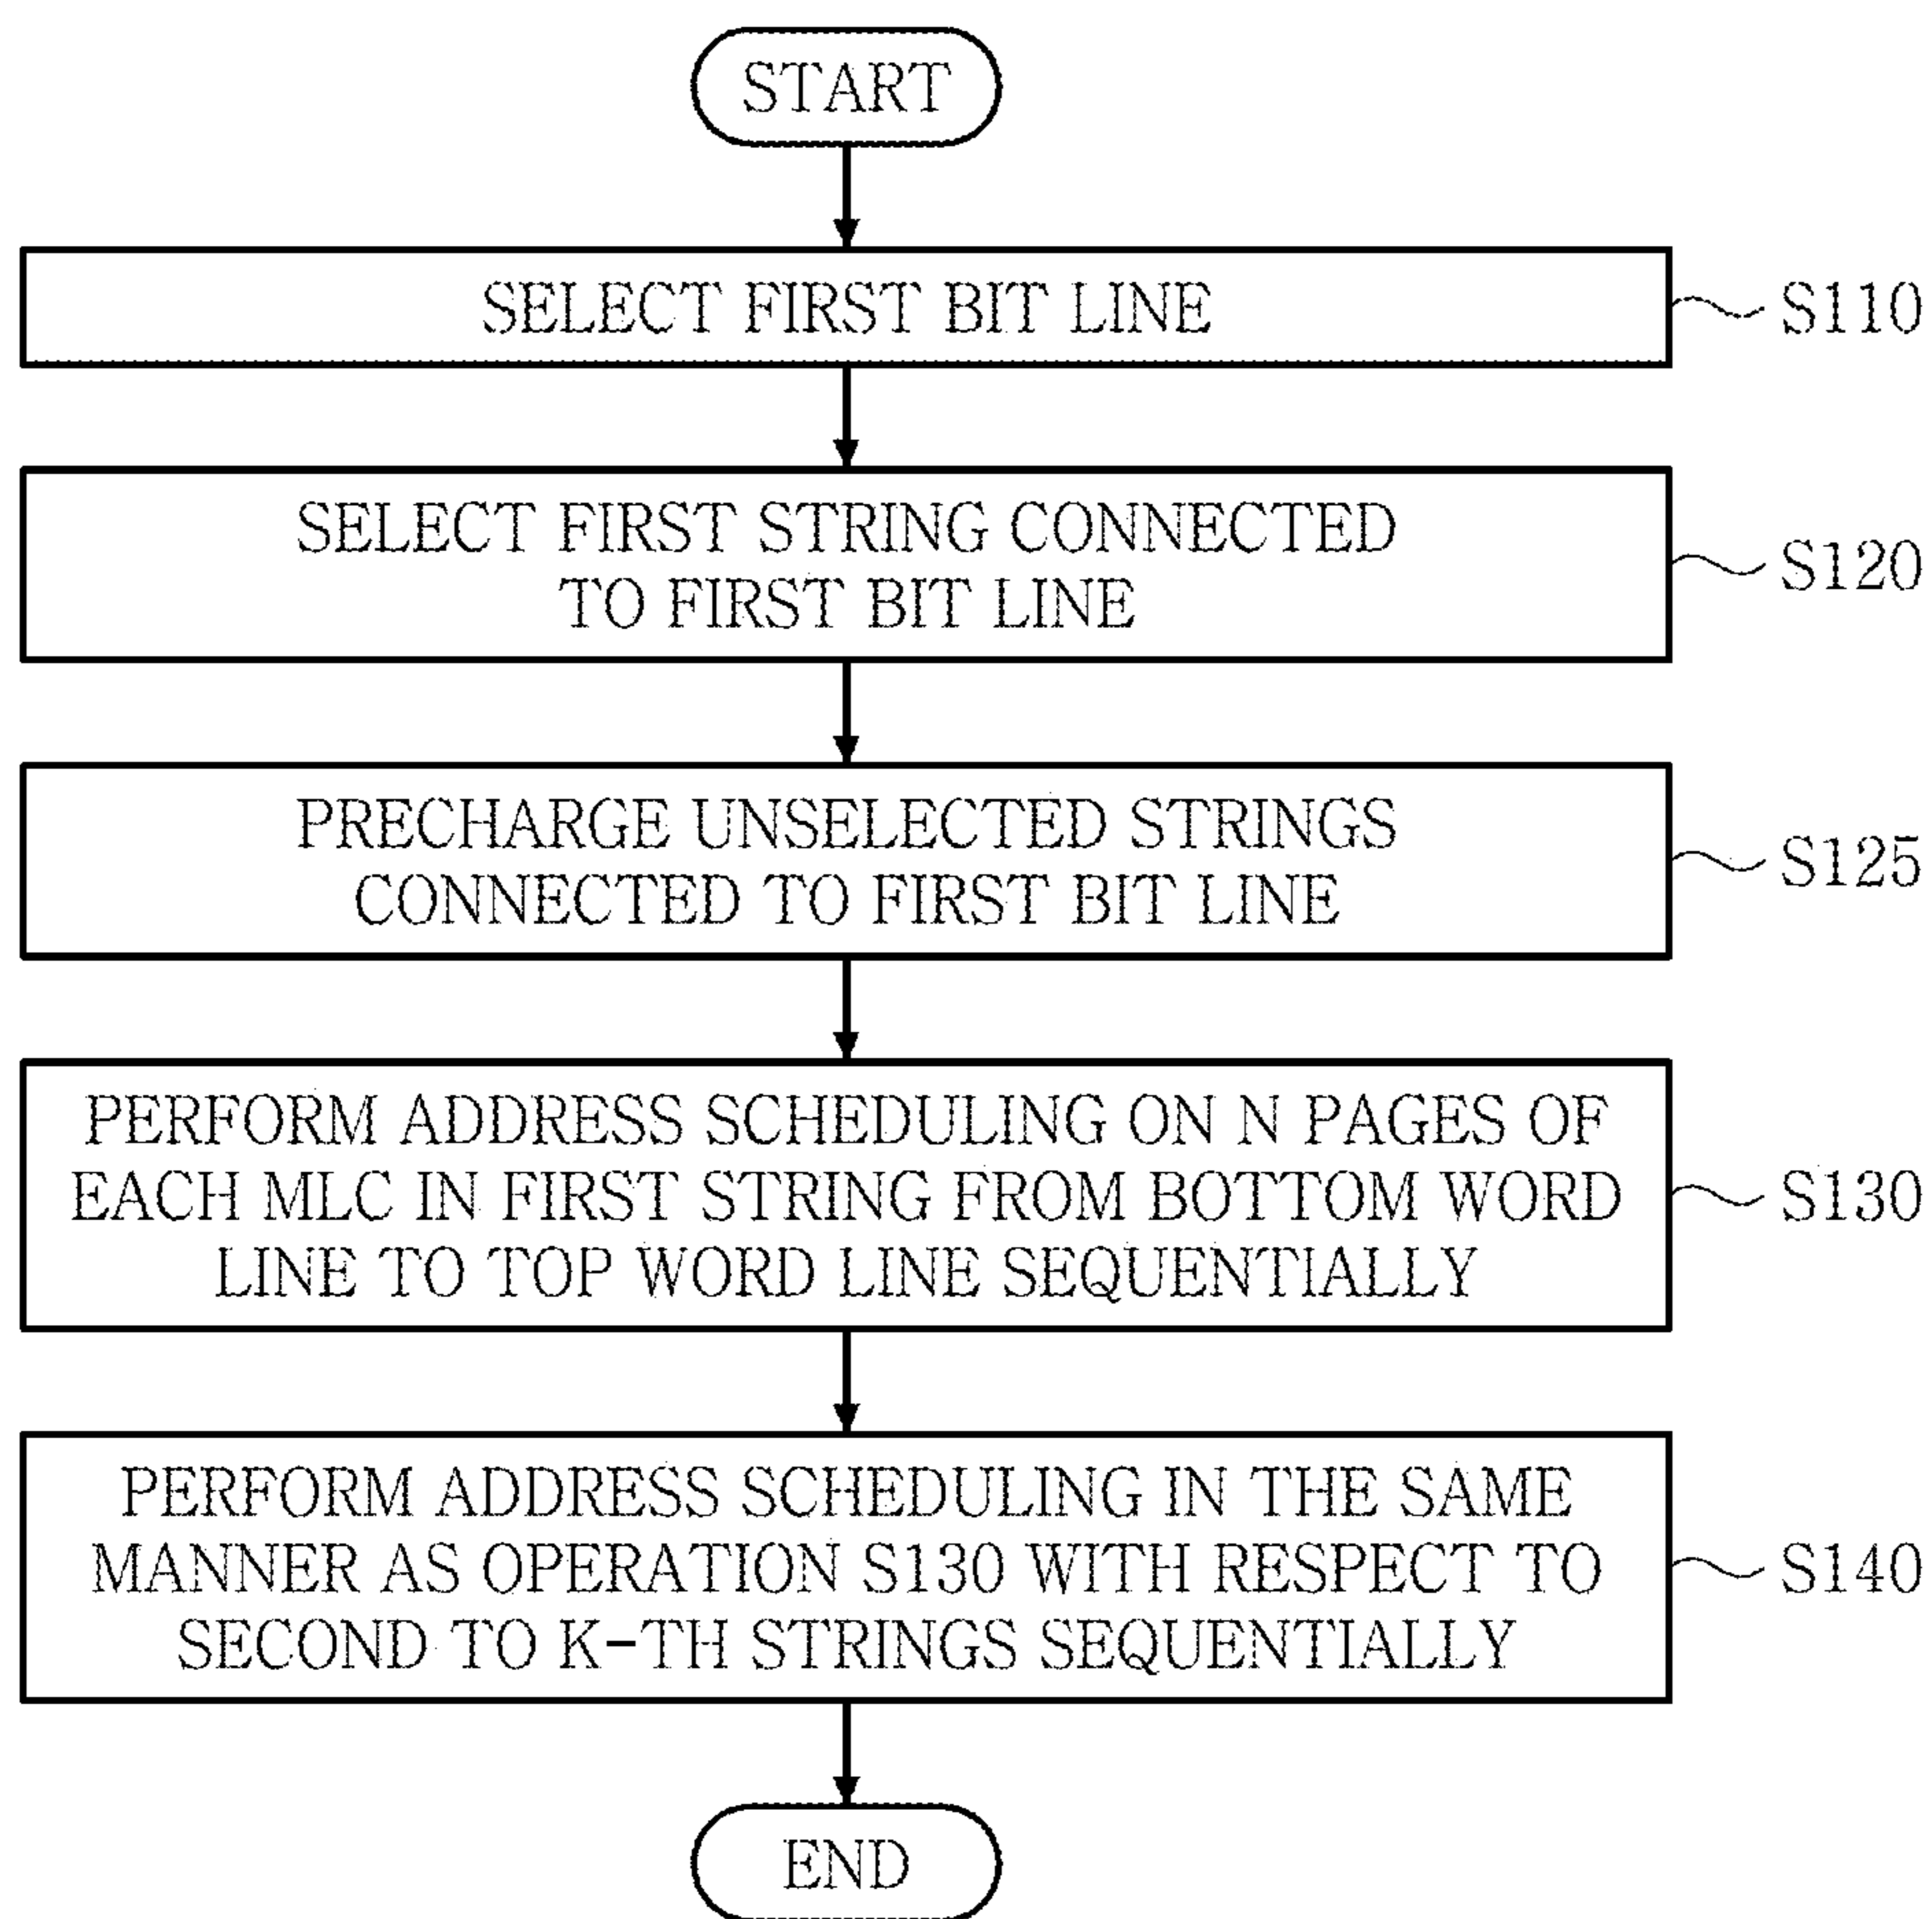 START
SELECT FIRST BIT LINE
S110
SELECT FIRST STRING CONNECTED
TO FIRST BIT LINE
S120
PRECHARGE UNSELECTED STRINGS
CONNECTED TO FIRST BIT LINE
S125
PERFORM ADDRESS SCHEDULING ON N PAGES OF
EACH MLC IN FIRST STRING FROM BOTTOM WORD
LINE TO TOP WORD LINE SEQUENTIALLY
S130
PERFORM ADDRESS SCHEDULING IN THE SAME
MANNER AS OPERATION S130 WITH RESPECT TO
SECOND TO K-TH STRINGS SEQUENTIALLY
S140
END